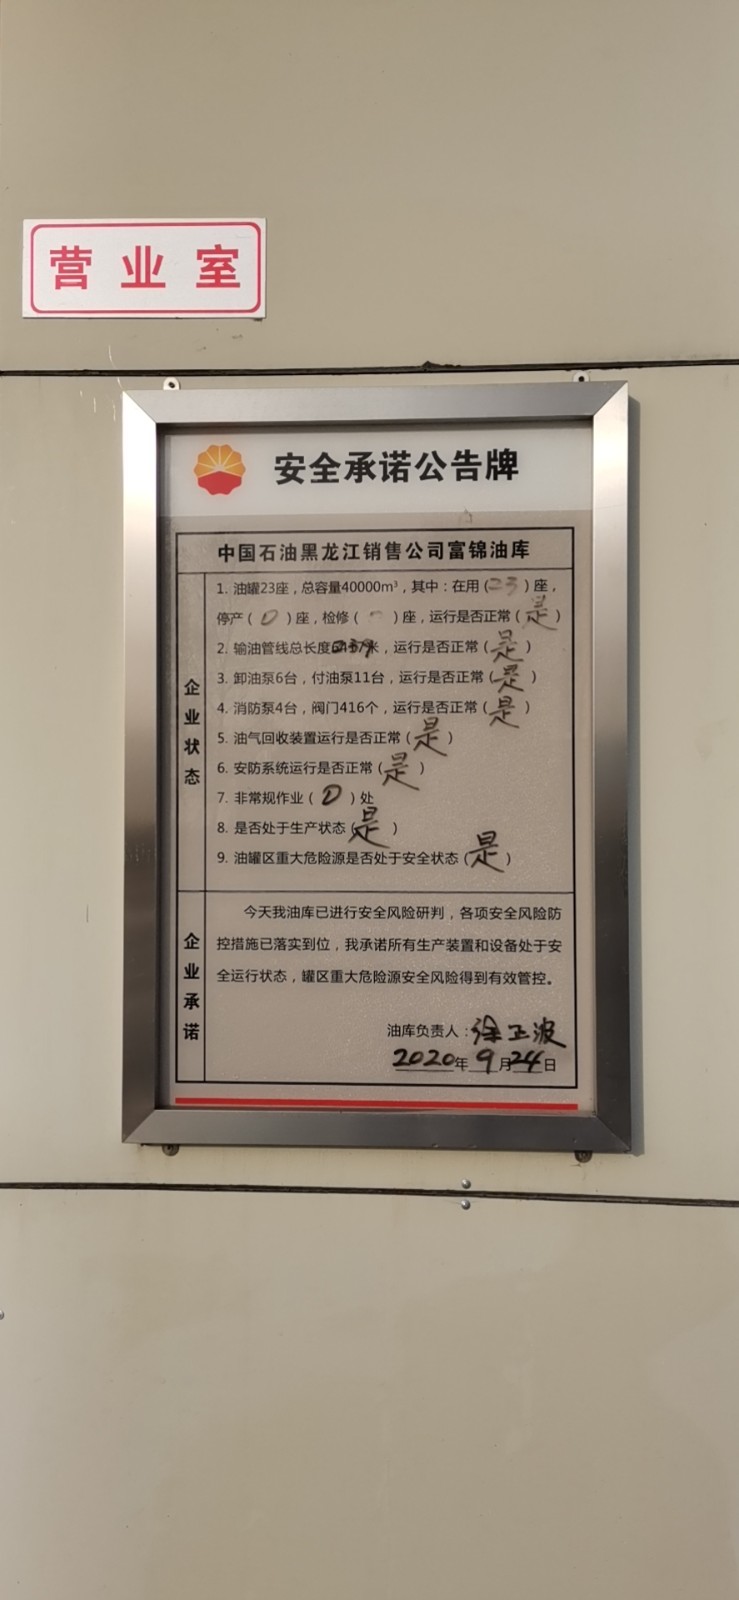 营业室
安全承诺公告牌
中国石油黑龙江销售公司富锦油库
企业状态
1. 油罐23座，总容量40000m³，其中：在用（23）座，
停产（0）座，检修（ ）座，运行是否正常（是）
2. 输油管线总长度 米，运行是否正常（是）
3. 卸油泵6台，付油泵11台，运行是否正常（是）
4. 消防泵4台，阀门416个，运行是否正常（是）
5. 油气回收装置运行是否正常（是）
6. 安防系统运行是否正常（是）
7. 非常规作业（0）处
8. 是否处于生产状态（是）
9. 油罐区重大危险源是否处于安全状态（是）
企业承诺
今天我油库已进行安全风险研判，各项安全风险防
控措施已落实到位，我承诺所有生产装置和设备处于安
全运行状态，罐区重大危险源安全风险得到有效管控。
油库负责人：徐正波
2020年9月24日